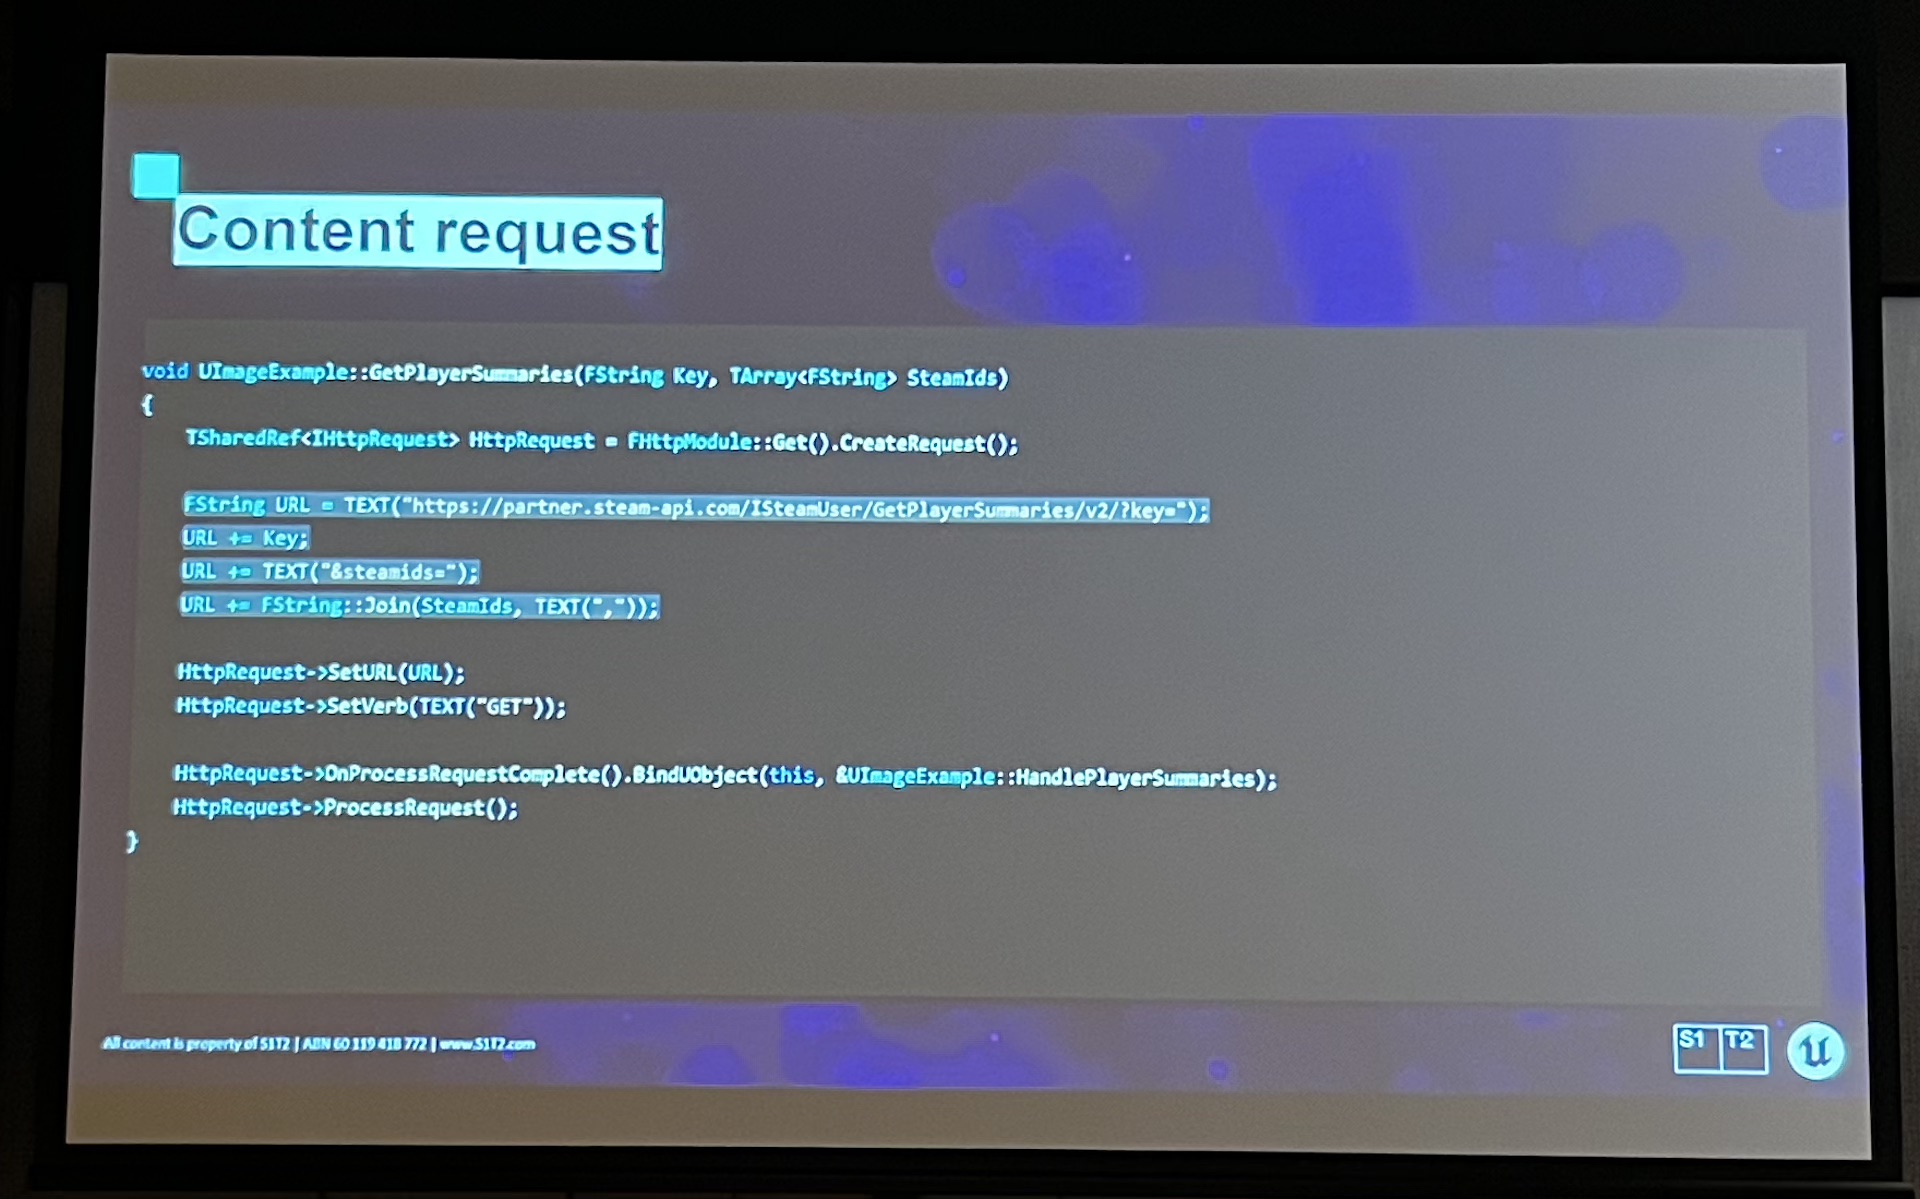 Content request
void UImageExample::GetPlayerSummaries(FString Key, TArray<FString> SteamIds)
{
TSharedRef<IHttpRequest> HttpRequest = FHttpModule::Get().CreateRequest();
FString URL = TEXT("https://partner.steam-api.com/ISteamUser/GetPlayerSummaries/v2/?key=");
URL += Key;
URL += TEXT("&steamids=");
URL += FString::Join(SteamIds, TEXT(","));
HttpRequest->SetURL(URL);
HttpRequest->SetVerb(TEXT("GET"));
HttpRequest->OnProcessRequestComplete().BindUObject(this, &UImageExample::HandlePlayerSummaries);
HttpRequest->ProcessRequest();
}
All content is property of S1T2 | ABN 60 119 418 772 | www.S1T2.com
S1 T2